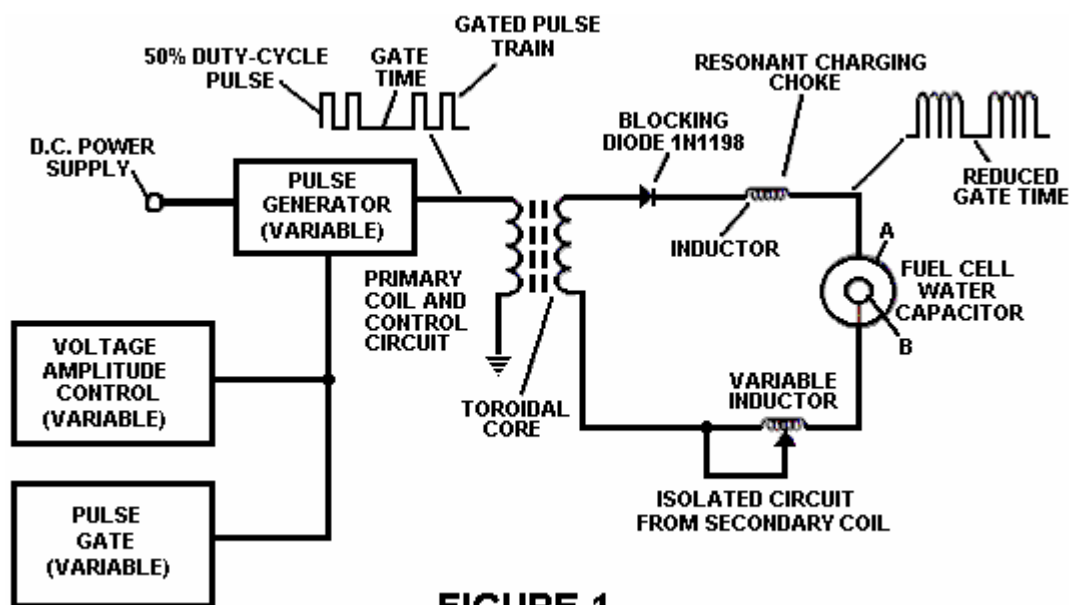 50% DUTY-CYCLE
PULSE
GATE
TIME
GATED PULSE
TRAIN
RESONANT CHARGING
CHOKE
BLOCKING
DIODE 1N1198
D.C. POWER
SUPPLY
PULSE
GENERATOR
(VARIABLE)
REDUCED
GATE TIME
INDUCTOR
A
FUEL CELL
WATER
CAPACITOR
B
PRIMARY
COIL AND
CONTROL
CIRCUIT
VOLTAGE
AMPLITUDE
CONTROL
(VARIABLE)
TOROIDAL
CORE
VARIABLE
INDUCTOR
ISOLATED CIRCUIT
FROM SECONDARY COIL
PULSE
GATE
(VARIABLE)
FIGURE 1